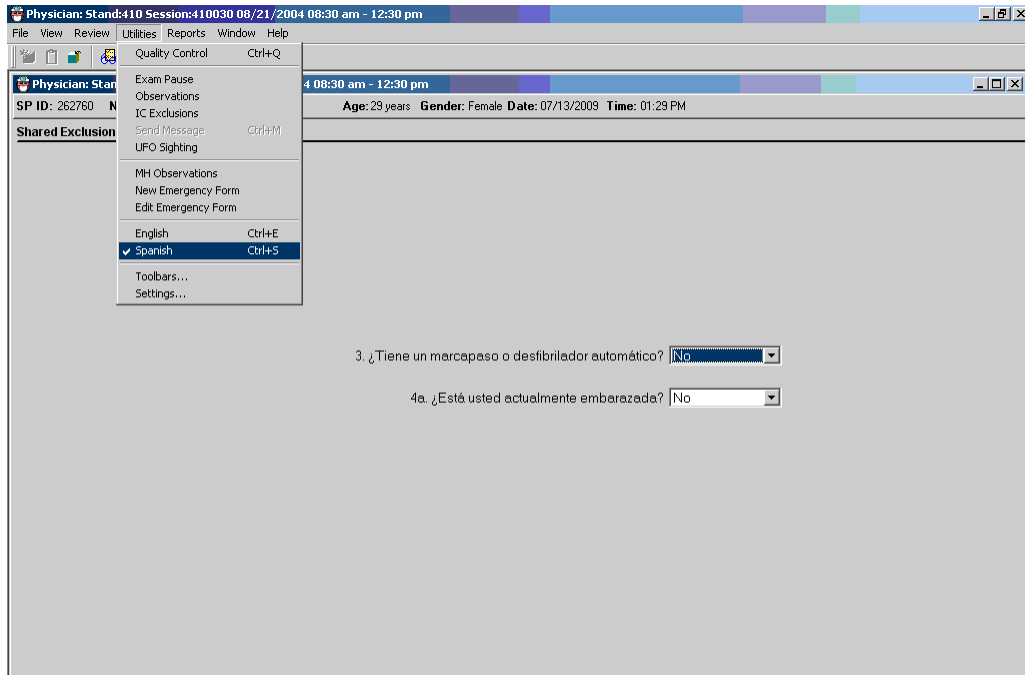 Physician: Stand:410 Session:410030 08/21/2004 08:30 am - 12:30 pm
File View Review Utilities Reports Window Help
Quality Control Ctrl+Q
Exam Pause
Physician: Stan 4 08:30 am - 12:30 pm
Observations
SP ID: 262760 N Age: 29 years Gender: Female Date: 07/13/2009 Time: 01:29 PM
IC Exclusions
Shared Exclusion
Send Message Ctrl+M
UFO Sighting
MH Observations
New Emergency Form
Edit Emergency Form
English Ctrl+E
Spanish Ctrl+S
Toolbars...
Settings...
3. ¿Tiene un marcapaso o desfibrilador automático? No
4a. ¿Está usted actualmente embarazada? No